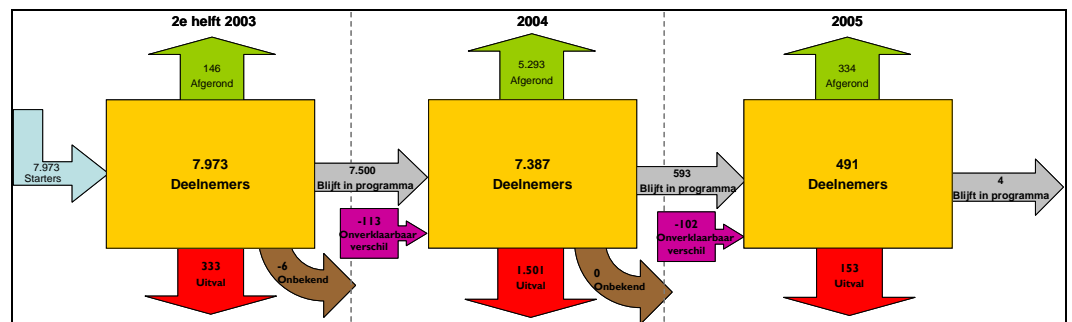 2e helft 2003
2004
2005
146
Afgerond
5.293
Afgerond
334
Afgerond
7.973
Starters
7.973
Deelnemers
7.500
Blijft in programma
7.387
Deelnemers
593
Blijft in programma
491
Deelnemers
4
Blijft in programma
-113
Onverklaarbaar
verschil
-102
Onverklaarbaar
verschil
333
Uitval
-6
Onbekend
1.501
Uitval
0
Onbekend
153
Uitval